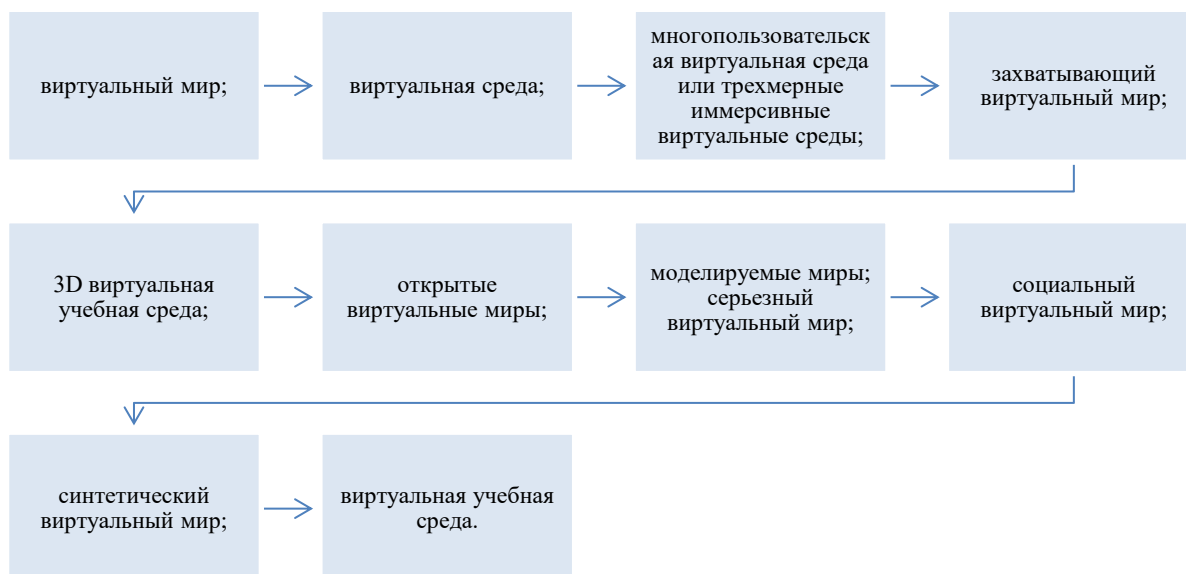 виртуальный мир;
виртуальная среда;
многопользовательск
ая виртуальная среда
или трехмерные
иммерсивные
виртуальные среды;
захватывающий
виртуальный мир;
3D виртуальная
учебная среда;
открытые
виртуальные миры;
моделируемые миры;
серьезный
виртуальный мир;
социальный
виртуальный мир;
синтетический
виртуальный мир;
виртуальная учебная
среда.